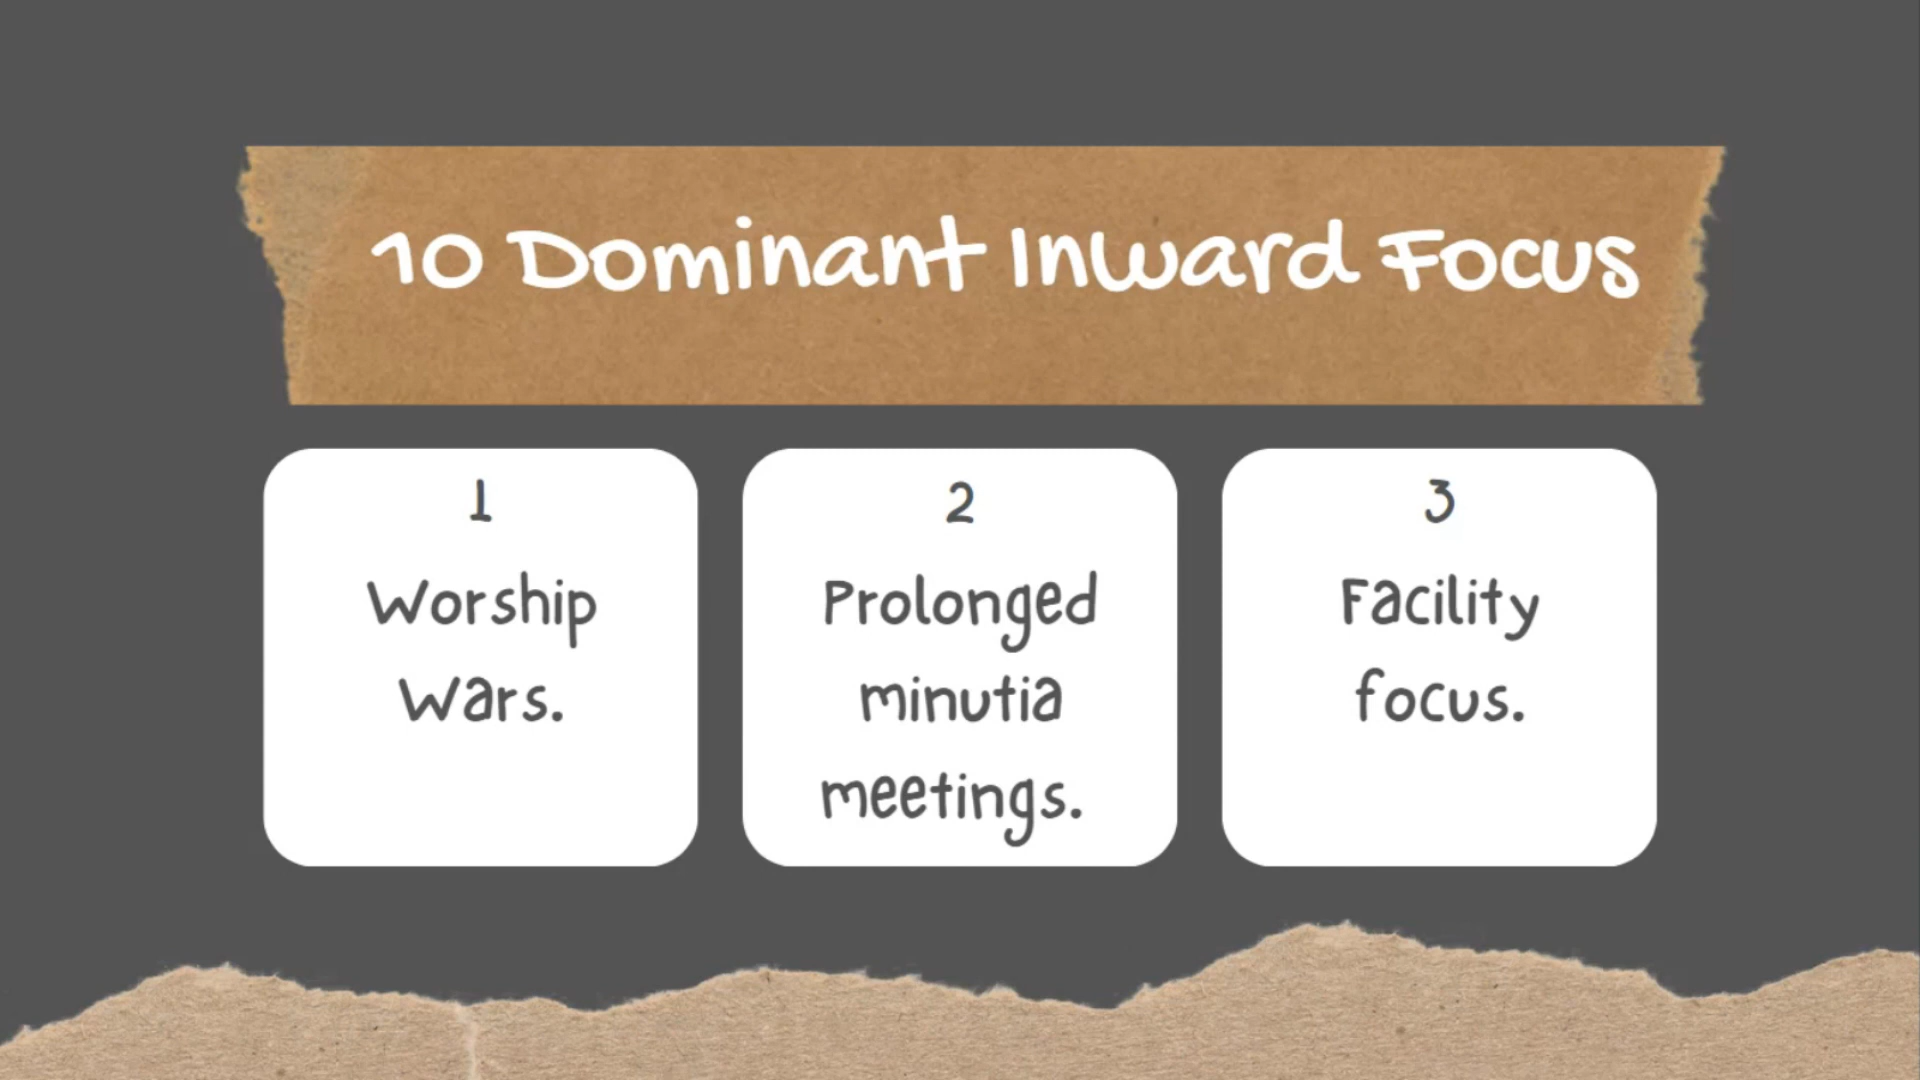 10 Dominant Inward Focus
1
Worship
Wars.
2
Prolonged
minutia
meetings.
3
Facility
focus.